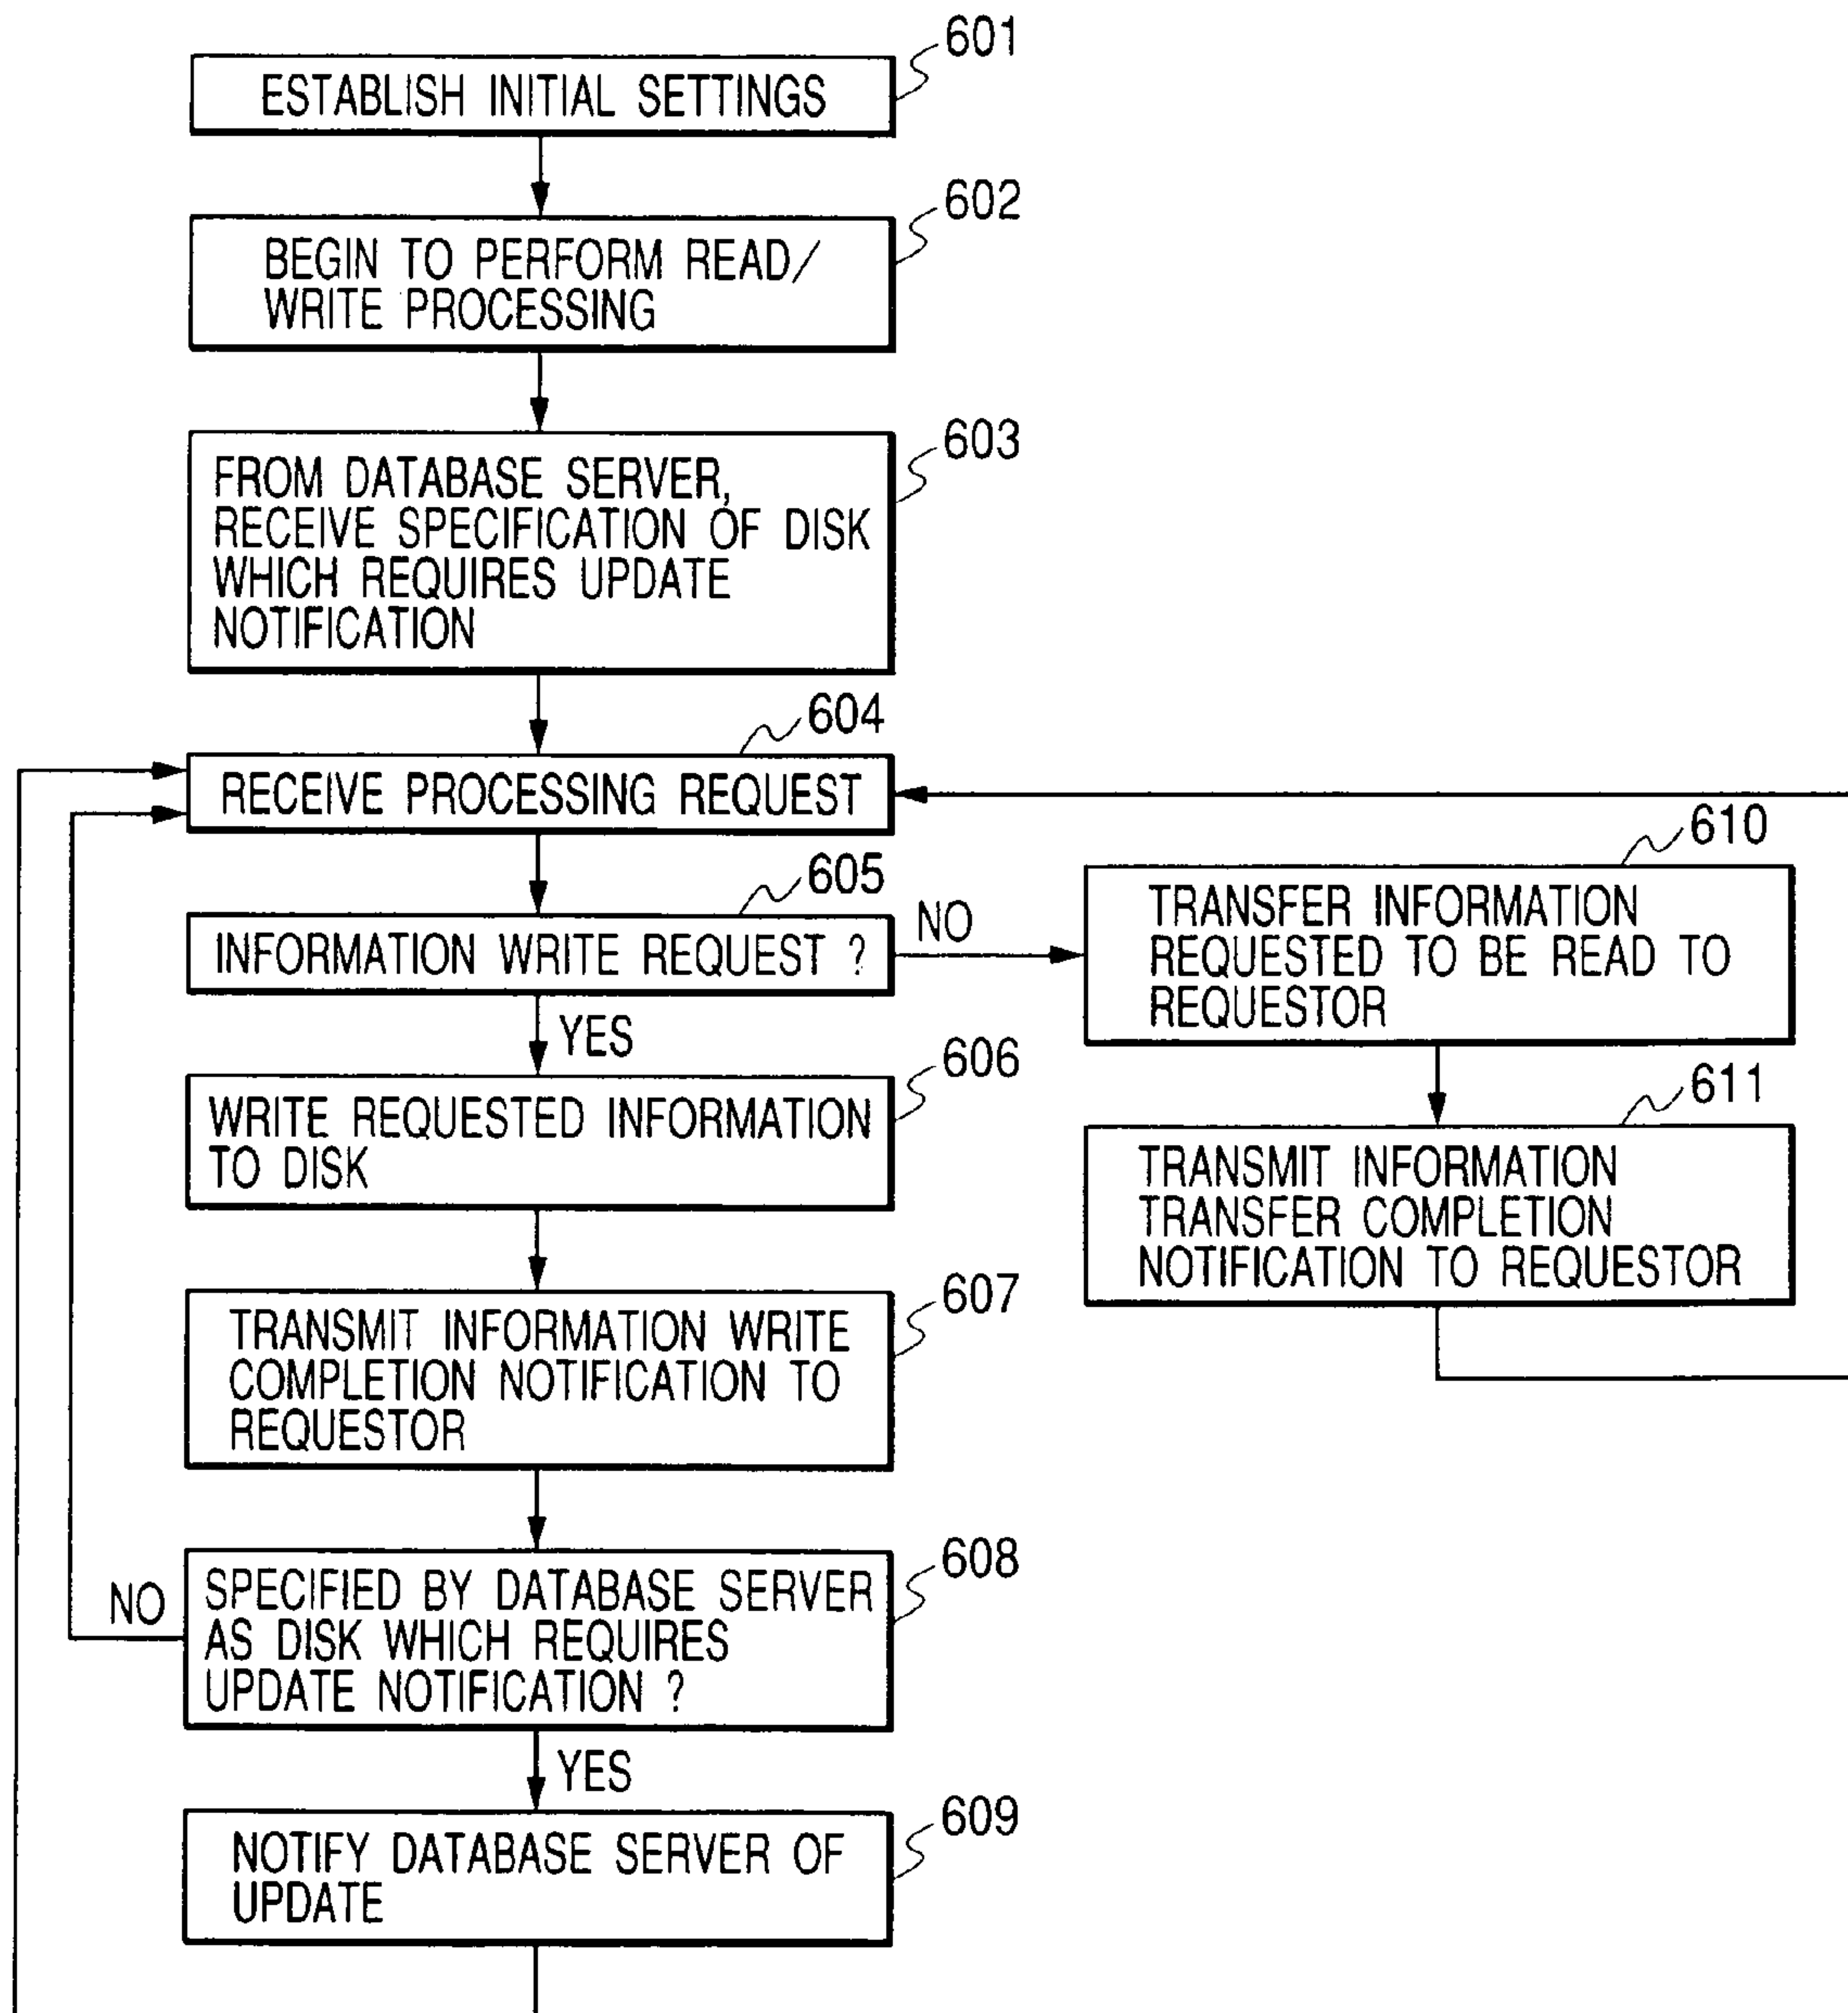 601
ESTABLISH INITIAL SETTINGS
602
BEGIN TO PERFORM READ/
WRITE PROCESSING
603
FROM DATABASE SERVER,
RECEIVE SPECIFICATION OF DISK
WHICH REQUIRES UPDATE
NOTIFICATION
604
RECEIVE PROCESSING REQUEST
605
INFORMATION WRITE REQUEST ?
NO
YES
610
TRANSFER INFORMATION
REQUESTED TO BE READ TO
REQUESTOR
606
WRITE REQUESTED INFORMATION
TO DISK
611
TRANSMIT INFORMATION
TRANSFER COMPLETION
NOTIFICATION TO REQUESTOR
607
TRANSMIT INFORMATION WRITE
COMPLETION NOTIFICATION TO
REQUESTOR
608
SPECIFIED BY DATABASE SERVER
AS DISK WHICH REQUIRES
UPDATE NOTIFICATION ?
NO
YES
609
NOTIFY DATABASE SERVER OF
UPDATE